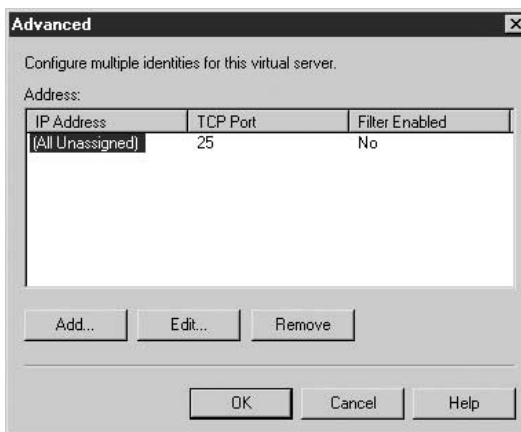 Advanced
Configure multiple identities for this virtual server.
Address:
IP Address TCP Port Filter Enabled
(All Unassigned) 25 No
Add... Edit... Remove
OK Cancel Help